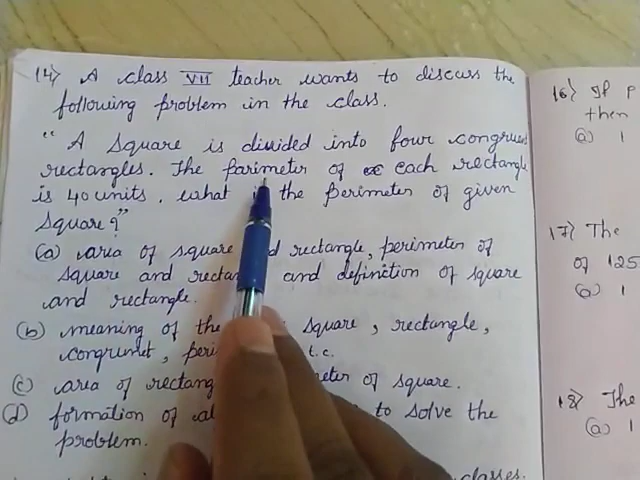 14) A class VII teacher wants to discuss the
following problem in the class.
" A Square is divided into four congruent
rectangles. The Parimeter of each rectangle
is 40 units. what the Perimeter of given
Square?"
(a) area of square rectangle, perimeter of
square and and definition of square
and rectangle.
(b) meaning of the square, rectangle,
t.c.
(c) area of of square.
(d) formation of to solve the
problem.
classes.
16) If P
then
(a) 1
17) The
of 125
(a) 1
18) The
(a) 1